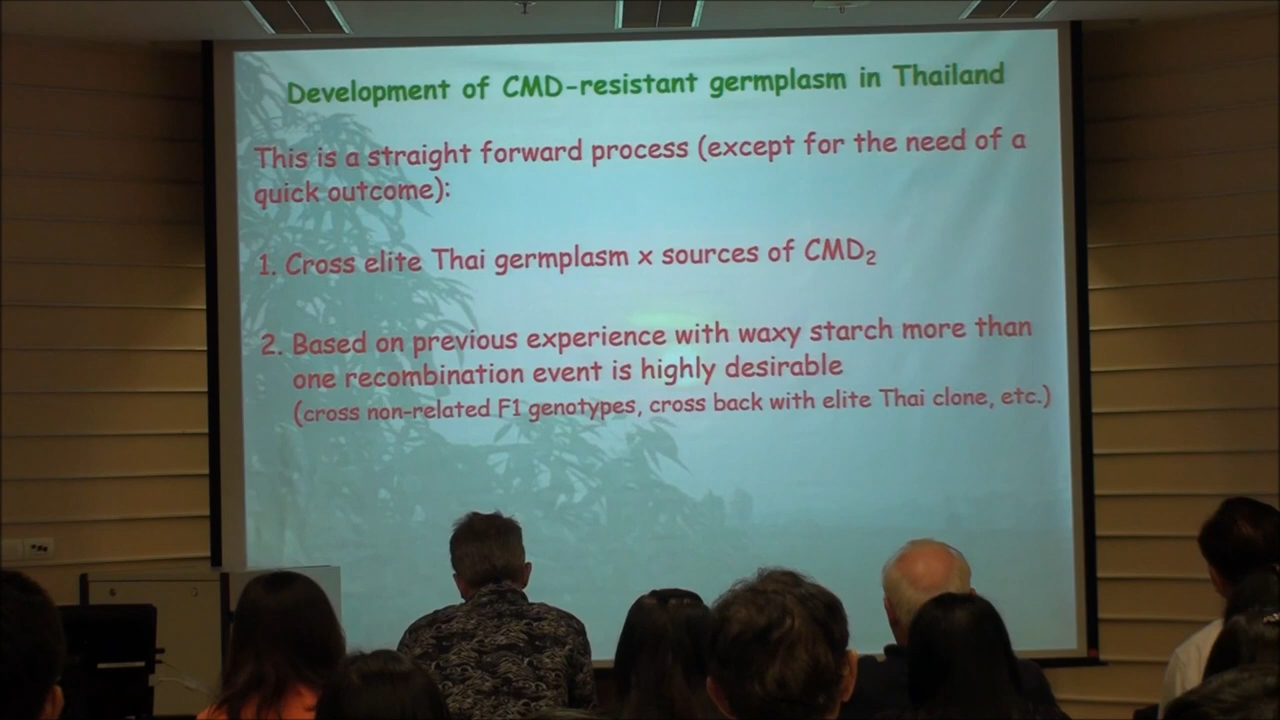 Development of CMD-resistant germplasm in Thailand
This is a straight forward process (except for the need of a
quick outcome):
1. Cross elite Thai germplasm x sources of CMD₂
2. Based on previous experience with waxy starch more than
one recombination event is highly desirable
(cross non-related F1 genotypes, cross back with elite Thai clone, etc.)